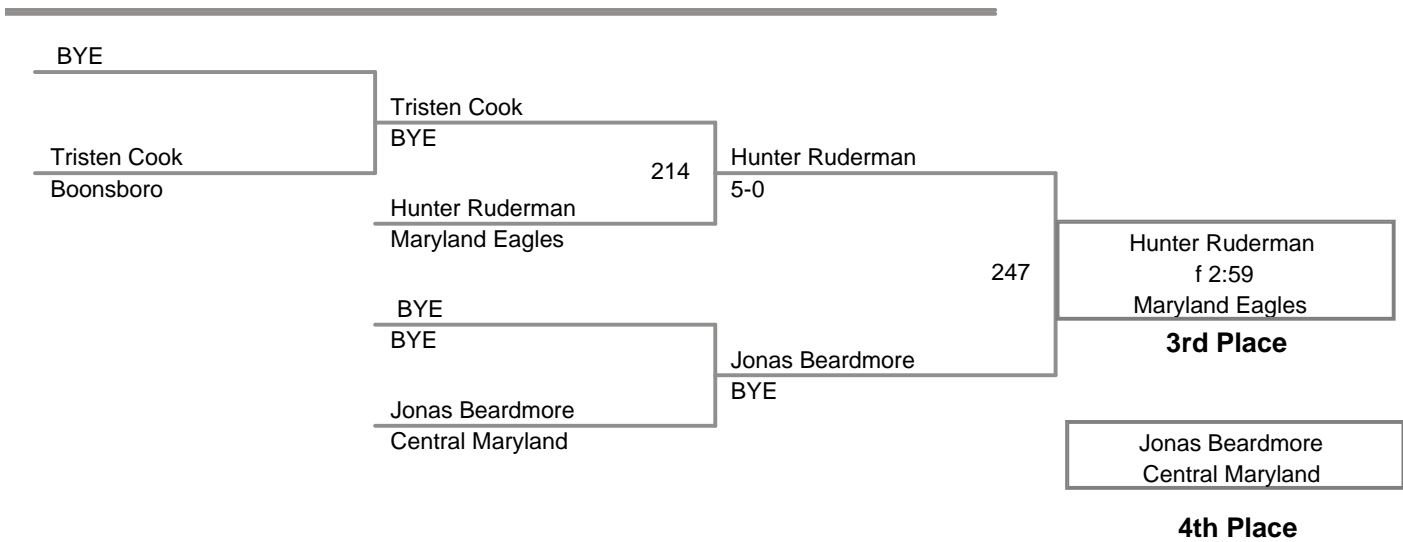 BYE
Tristen Cook
Boonsboro
Tristen Cook
BYE
214
Hunter Ruderman
Maryland Eagles
BYE
BYE
Jonas Beardmore
Central Maryland
Hunter Ruderman
5-0
247
Jonas Beardmore
BYE
Hunter Ruderman
f 2:59
Maryland Eagles
3rd Place
Jonas Beardmore
Central Maryland
4th Place